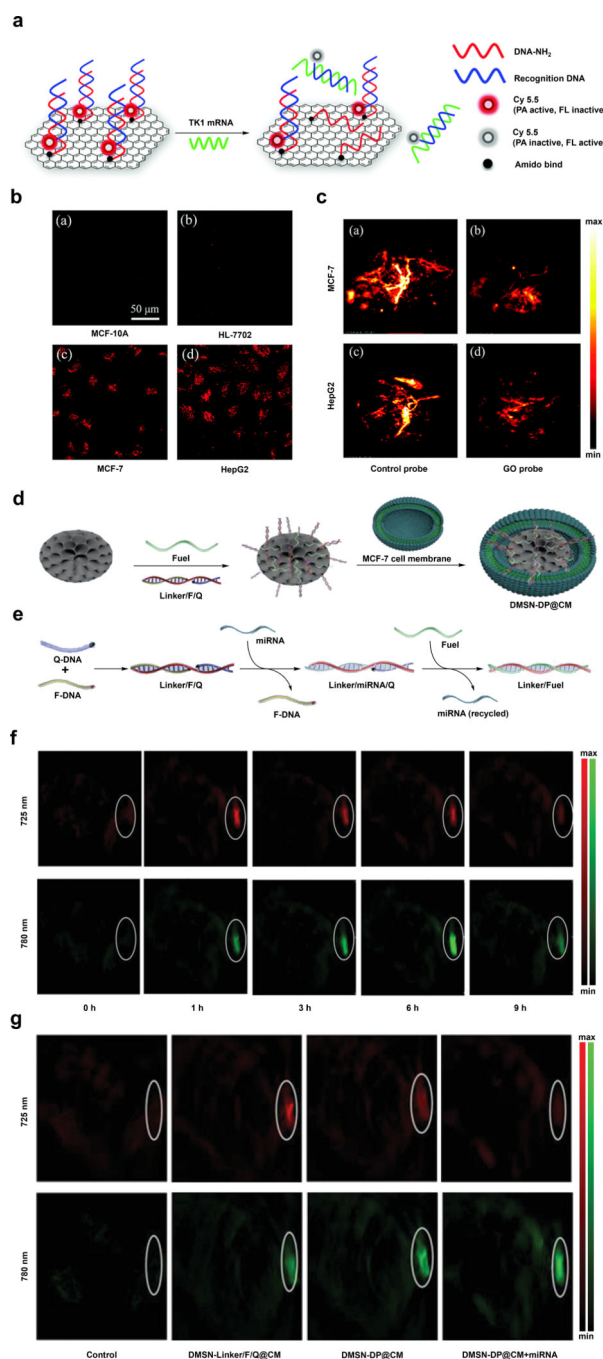 a
TK1 mRNA
DNA-NH₂
Recognition DNA
Cy 5.5
(PA active, FL inactive)
Cy 5.5
(PA inactive, FL active)
Amido bind
b
(a)
(b)
50 μm
MCF-10A
HL-7702
(c)
(d)
MCF-7
HepG2
c
(a)
(b)
max
MCF-7
(c)
(d)
HepG2
min
Control probe
GO probe
d
Fuel
Linker/F/Q
MCF-7 cell
membrane
DMSN-DP@CM
e
Q-DNA
+
F-DNA
Linker/F/Q
miRNA
F-DNA
Linker/miRNA/Q
Fuel
miRNA (recycled)
Linker/Fuel
f
max
725 nm
780 nm
min
0 h
1 h
3 h
6 h
9 h
g
max
725 nm
780 nm
min
Control
DMSN-Linker/F/Q@CM
DMSN-DP@CM
DMSN-DP@CM+miRNA